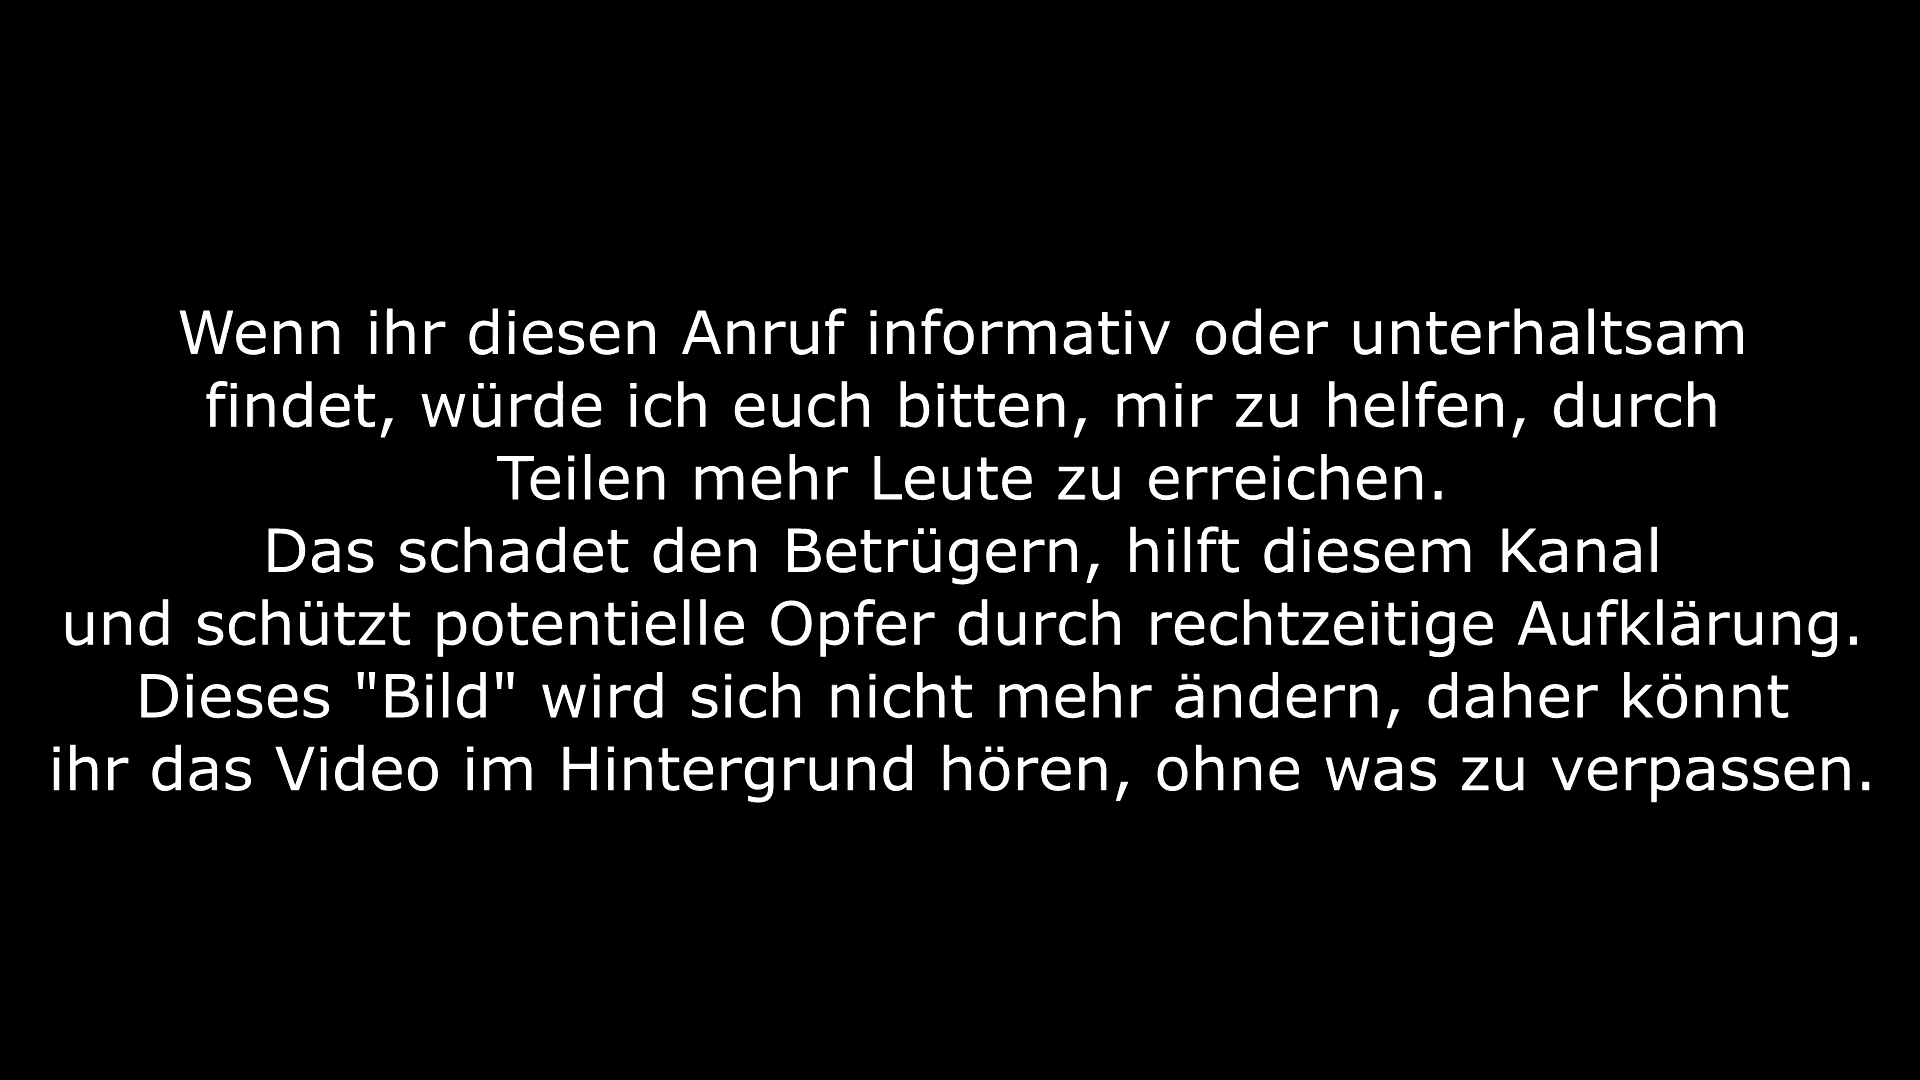 Wenn ihr diesen Anruf informativ oder unterhaltsam
findet, würde ich euch bitten, mir zu helfen, durch
Teilen mehr Leute zu erreichen.
Das schadet den Betrügern, hilft diesem Kanal
und schützt potentielle Opfer durch rechtzeitige Aufklärung.
Dieses "Bild" wird sich nicht mehr ändern, daher könnt
ihr das Video im Hintergrund hören, ohne was zu verpassen.